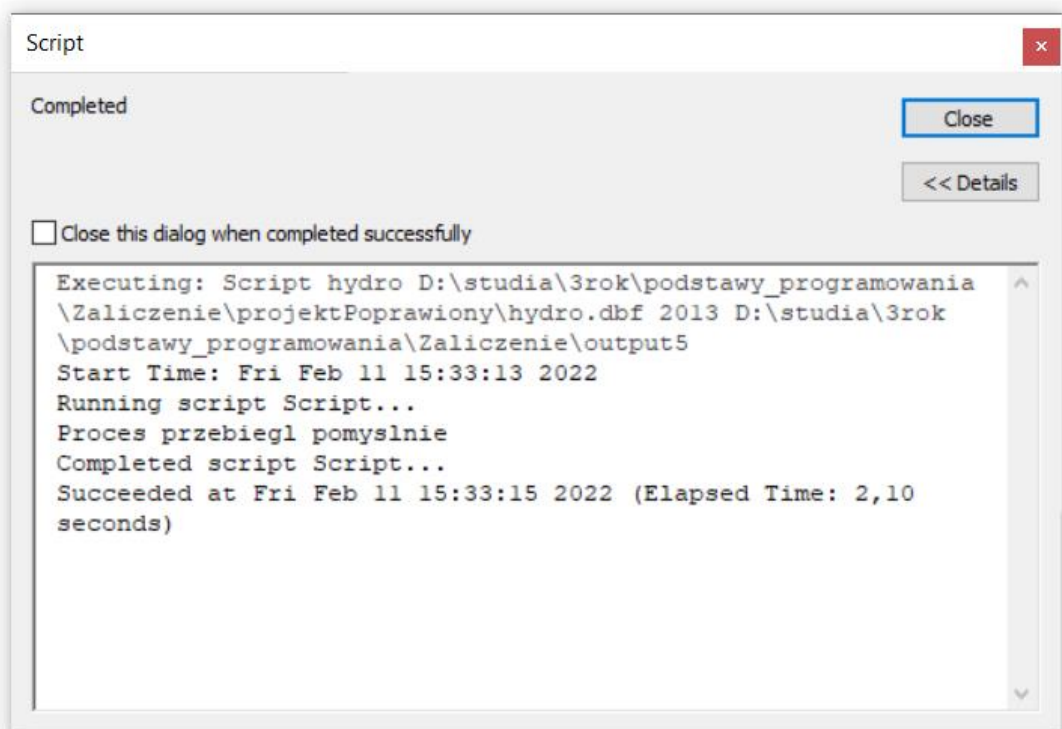 Script
Completed
Close
<< Details
Close this dialog when completed successfully
Executing: Script hydro D:\studia\3rok\podstawy_programowania
\Zaliczenie\projektPoprawiony\hydro.dbf 2013 D:\studia\3rok
\podstawy_programowania\Zaliczenie\output5
Start Time: Fri Feb 11 15:33:13 2022
Running script Script...
Proces przebiegl pomyslnie
Completed script Script...
Succeeded at Fri Feb 11 15:33:15 2022 (Elapsed Time: 2,10
seconds)